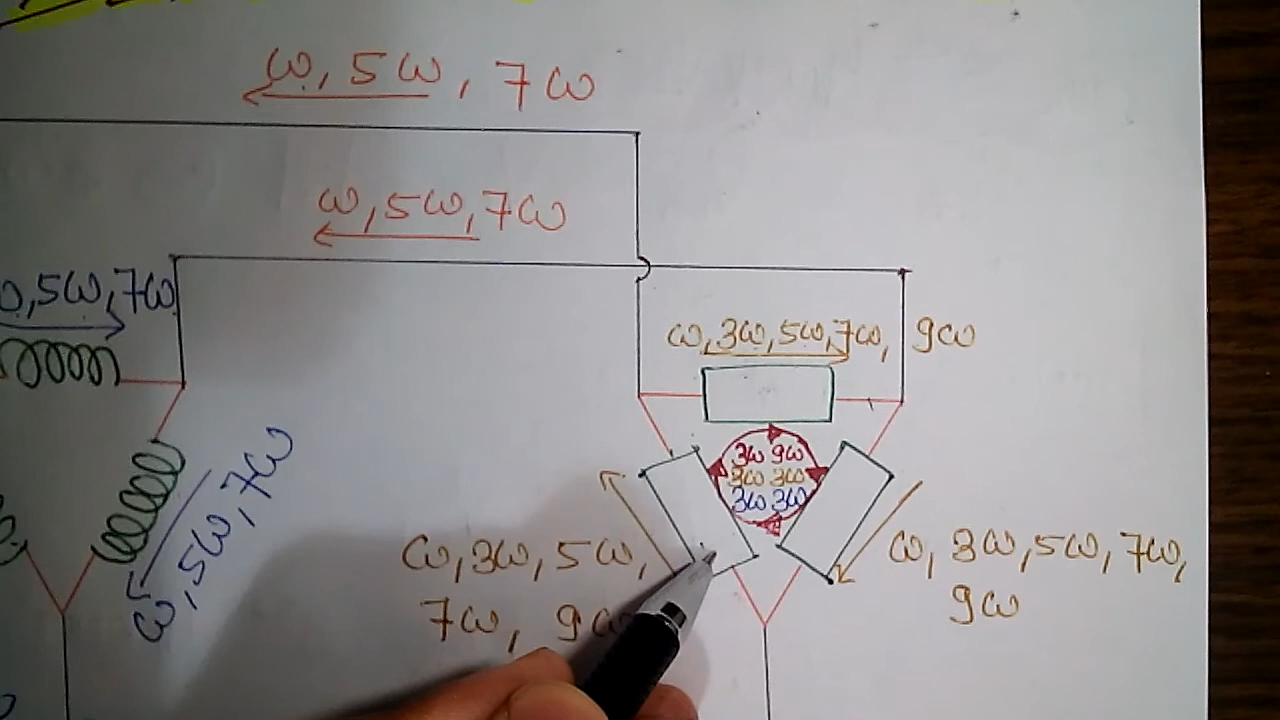 ω, 5ω, 7ω
ω, 5ω, 7ω
ω, 5ω, 7ω
ω, 3ω, 5ω, 7ω, 9ω
3ω 9ω
3ω 3ω
3ω 3ω
ω, 5ω, 7ω
ω, 3ω, 5ω,
7ω, 9ω
ω, 3ω, 5ω, 7ω,
9ω